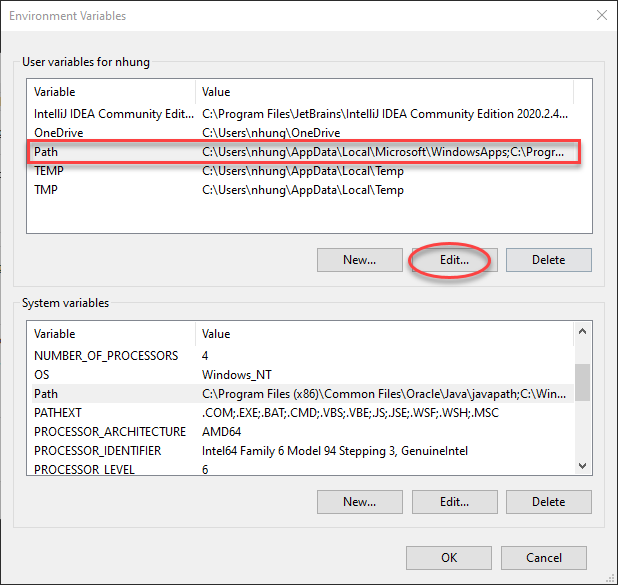 Environment Variables
User variables for nhung
Variable Value
IntelliJ IDEA Community Edit... C:\Program Files\JetBrains\IntelliJ IDEA Community Edition 2020.2.4...
OneDrive C:\Users\nhung\OneDrive
Path C:\Users\nhung\AppData\Local\Microsoft\WindowsApps;C:\Progr...
TEMP C:\Users\nhung\AppData\Local\Temp
TMP C:\Users\nhung\AppData\Local\Temp
New... Edit... Delete
System variables
Variable Value
NUMBER_OF_PROCESSORS 4
OS Windows_NT
Path C:\Program Files (x86)\Common Files\Oracle\Java\javapath;C:\Win...
PATHEXT .COM;.EXE;.BAT;.CMD;.VBS;.VBE;.JS;.JSE;.WSF;.WSH;.MSC
PROCESSOR_ARCHITECTURE AMD64
PROCESSOR_IDENTIFIER Intel64 Family 6 Model 94 Stepping 3, GenuineIntel
PROCESSOR_LEVEL 6
New... Edit... Delete
OK Cancel